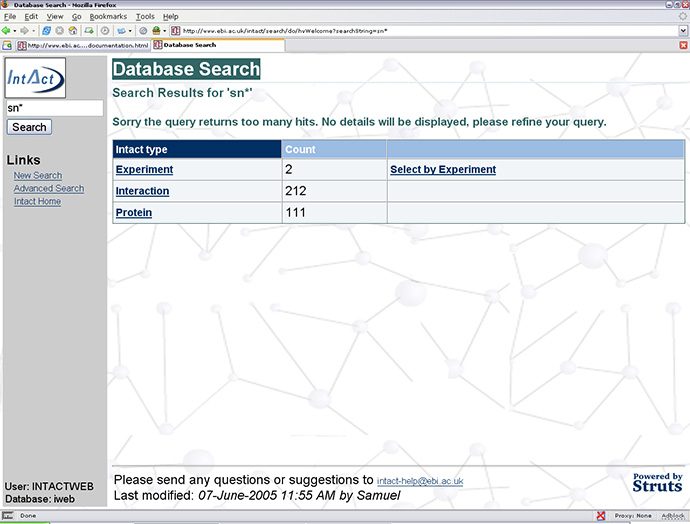 Database Search - Mozilla Firefox
File Edit View Go Bookmarks Tools Help
http://www.ebi.ac.uk/intact/search/do/hvWelcome?searchString=sn*
http://www.ebi.ac....documentation.html Database Search
IntAct
sn*
Search
Links
New Search
Advanced Search
Intact Home
User: INTACTWEB
Database: iweb
Database Search
Search Results for 'sn*'
Sorry the query returns too many hits. No details will be displayed, please refine your query.
Intact type Count
Experiment 2 Select by Experiment
Interaction 212
Protein 111
Please send any questions or suggestions to intact-help@ebi.ac.uk
Last modified: 07-June-2005 11:55 AM by Samuel
Powered by
Struts
Done Proxy: None Adblock